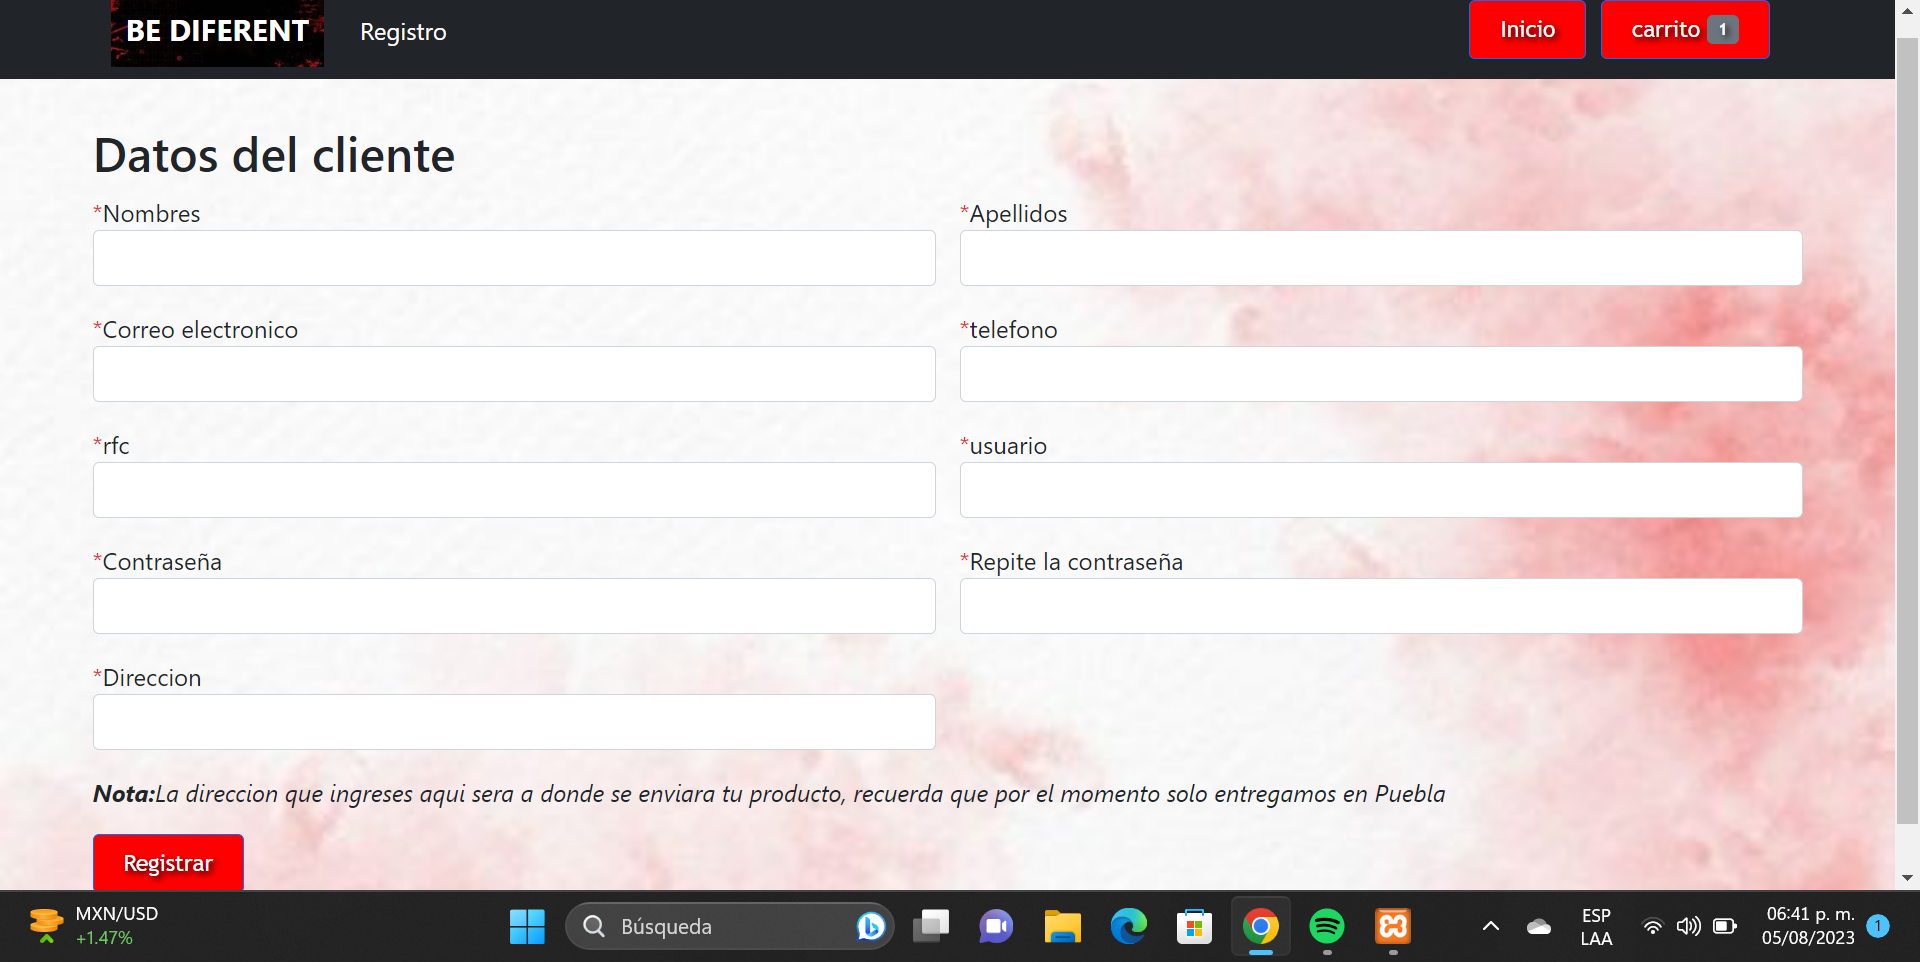 BE DIFERENT
Registro
Inicio
carrito 1
Datos del cliente
*Nombres
*Apellidos
*Correo electronico
*telefono
*rfc
*usuario
*Contraseña
*Repite la contraseña
*Direccion
Nota:La direccion que ingreses aqui sera a donde se enviara tu producto, recuerda que por el momento solo entregamos en Puebla
Registrar
MXN/USD
+1.47%
Búsqueda
ESP
LAA
06:41 p. m.
05/08/2023
1